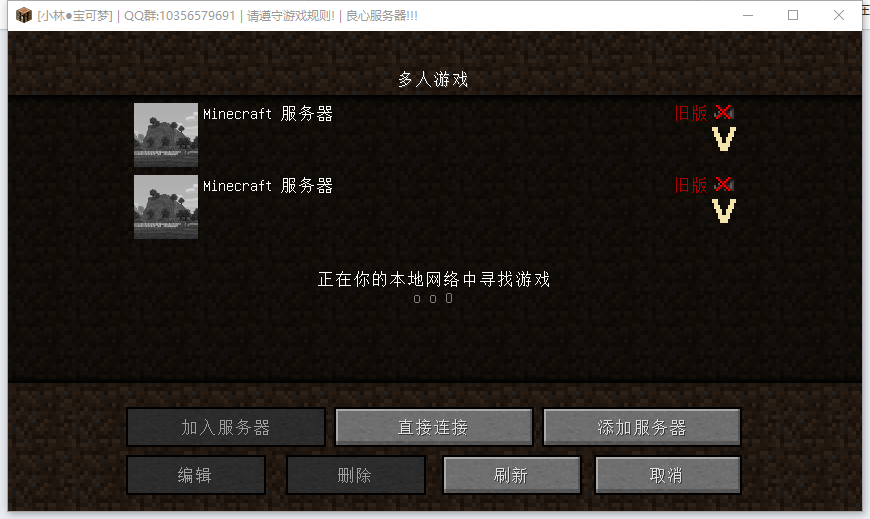 [小林●宝可梦] | QQ群:10356579691 | 请遵守游戏规则! | 良心服务器!!!
多人游戏
Minecraft 服务器 旧版
Minecraft 服务器 旧版
正在你的本地网络中寻找游戏
o o O
加入服务器 直接连接 添加服务器
编辑 删除 刷新 取消